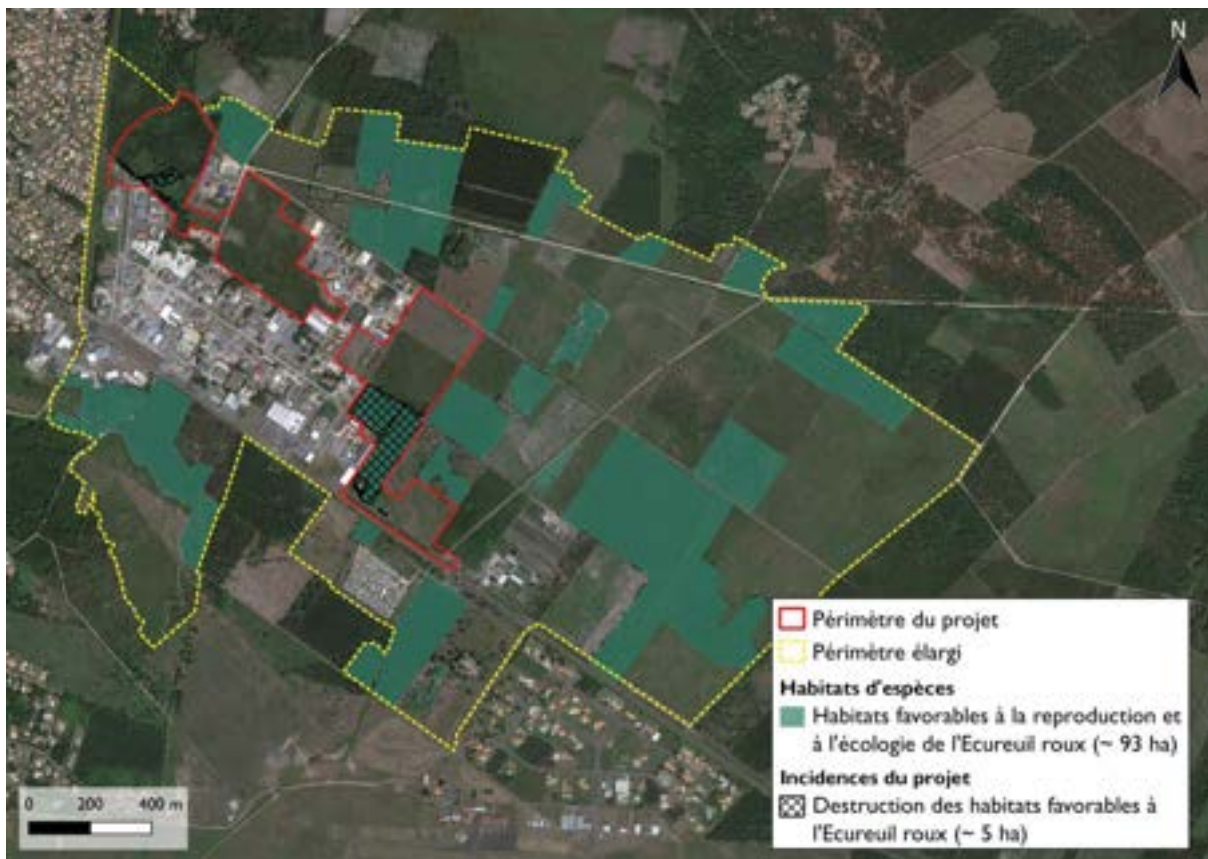 N
Périmètre du projet
Périmètre élargi
Habitats d'espèces
Habitats favorables à la reproduction et
à l'écologie de l'Ecureuil roux (~ 93 ha)
Incidences du projet
Destruction des habitats favorables à
l'Ecureuil roux (~ 5 ha)
0 200 400 m